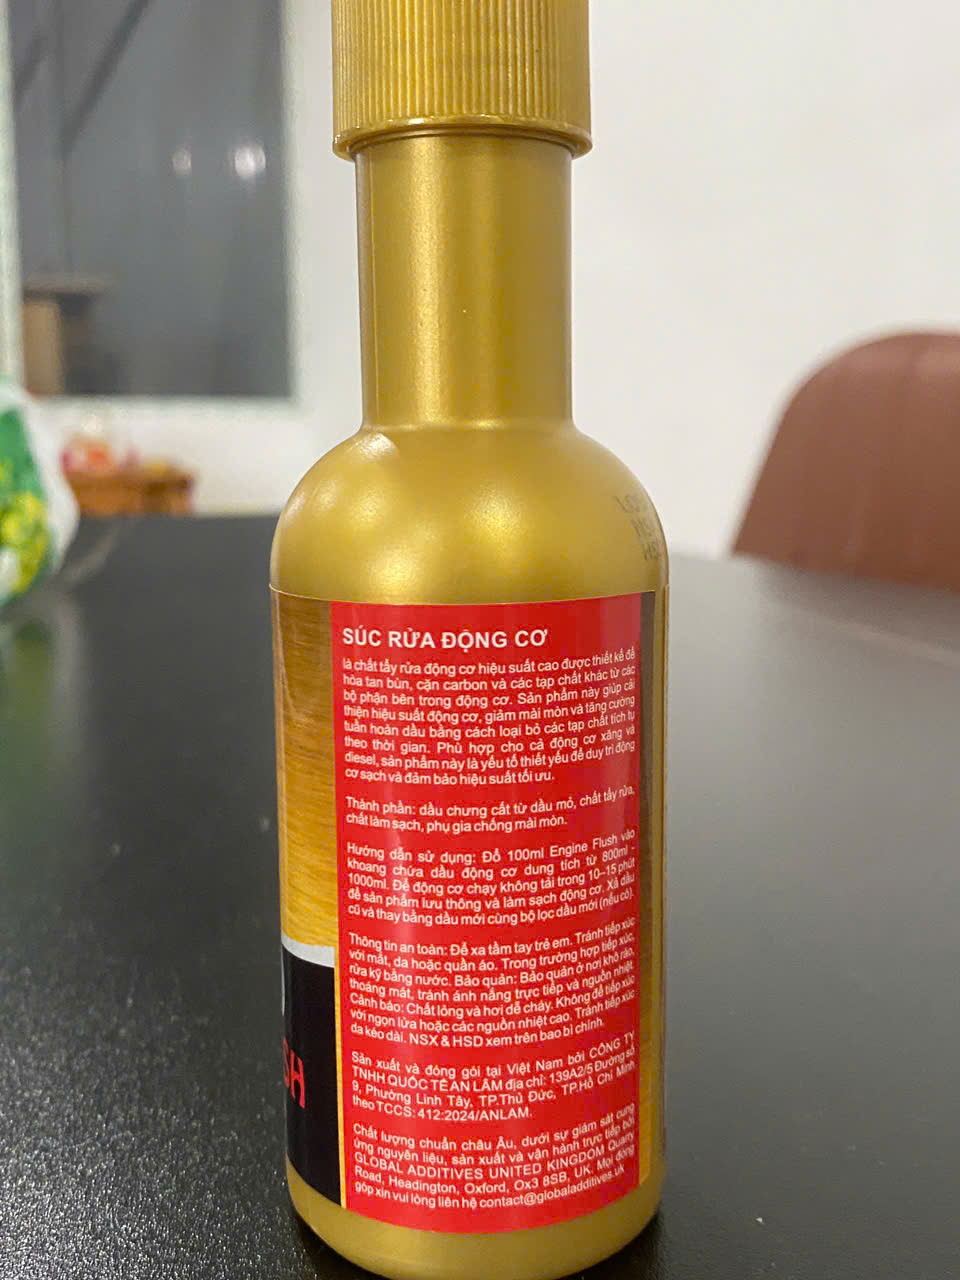 LO
NS
HS
SÚC RỬA ĐỘNG CƠ
là chất tẩy rửa động cơ hiệu suất cao được thiết kế để
hòa tan bùn, cặn carbon và các tạp chất khác từ các
bộ phận bên trong động cơ. Sản phẩm này giúp cải
thiện hiệu suất động cơ, giảm mài mòn và tăng cường
tuần hoàn dầu bằng cách loại bỏ các tạp chất tích tụ
theo thời gian. Phù hợp cho cả động cơ xăng và
diesel, sản phẩm này là yếu tố thiết yếu để duy trì động
cơ sạch và đảm bảo hiệu suất tối ưu.
Thành phần: dầu chưng cất từ dầu mỏ, chất tẩy rửa,
chất làm sạch, phụ gia chống mài mòn.
Hướng dẫn sử dụng: Đổ 100ml Engine Flush vào
khoang chứa dầu động cơ dung tích từ 800ml -
1000ml. Để động cơ chạy không tải trong 10–15 phút
để sản phẩm lưu thông và làm sạch động cơ. Xả dầu
cũ và thay bằng dầu mới cùng bộ lọc dầu mới (nếu có).
Thông tin an toàn: Để xa tầm tay trẻ em. Tránh tiếp xúc
với mắt, da hoặc quần áo. Trong trường hợp tiếp xúc,
rửa kỹ bằng nước. Bảo quản: Bảo quản ở nơi khô ráo,
thoáng mát, tránh ánh nắng trực tiếp và nguồn nhiệt.
Cảnh báo: Chất lỏng và hơi dễ cháy. Không để tiếp xúc
với ngọn lửa hoặc các nguồn nhiệt cao. Tránh tiếp xúc
da kéo dài. NSX & HSD xem trên bao bì chính.
Sản xuất và đóng gói tại Việt Nam bởi CÔNG TY
TNHH QUỐC TẾ AN LÂM địa chỉ: 139A2/5 Đường số
9, Phường Linh Tây, TP.Thủ Đức, TP.Hồ Chí Minh
theo TCCS: 412:2024/ANLAM.
Chất lượng chuẩn châu Âu, dưới sự giám sát cung
ứng nguyên liệu, sản xuất và vận hành trực tiếp bởi
GLOBAL ADDITIVES UNITED KINGDOM Quarry
Road, Headington, Oxford, Ox3 8SB, UK. Mọi đóng
góp xin vui lòng liên hệ contact@globaladditives.uk
SH